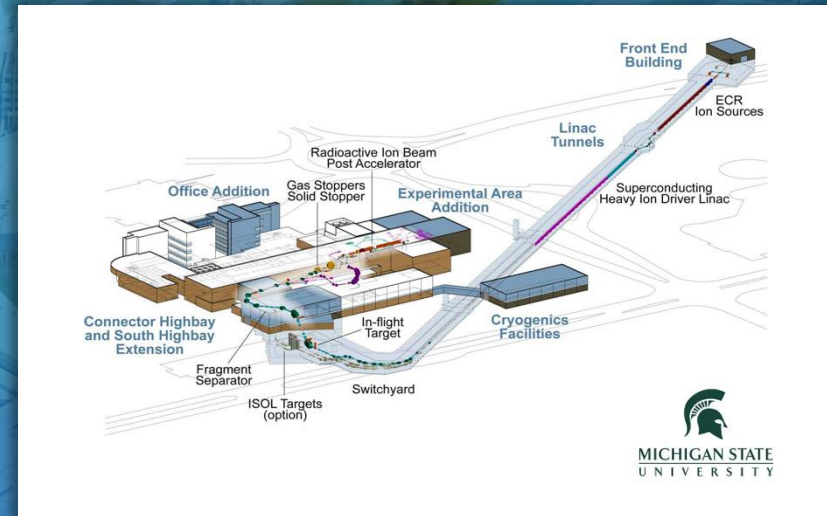 Front End
Building
ECR
Ion Sources
Linac
Tunnels
Radioactive Ion Beam
Post Accelerator
Office Addition
Gas Stoppers
Solid Stopper
Experimental Area
Addition
Superconducting
Heavy Ion Driver Linac
Connector Highbay
and South Highbay
Extension
In-flight
Target
Cryogenics
Facilities
Fragment
Separator
ISOL Targets
(option)
Switchyard
MICHIGAN STATE
UNIVERSITY